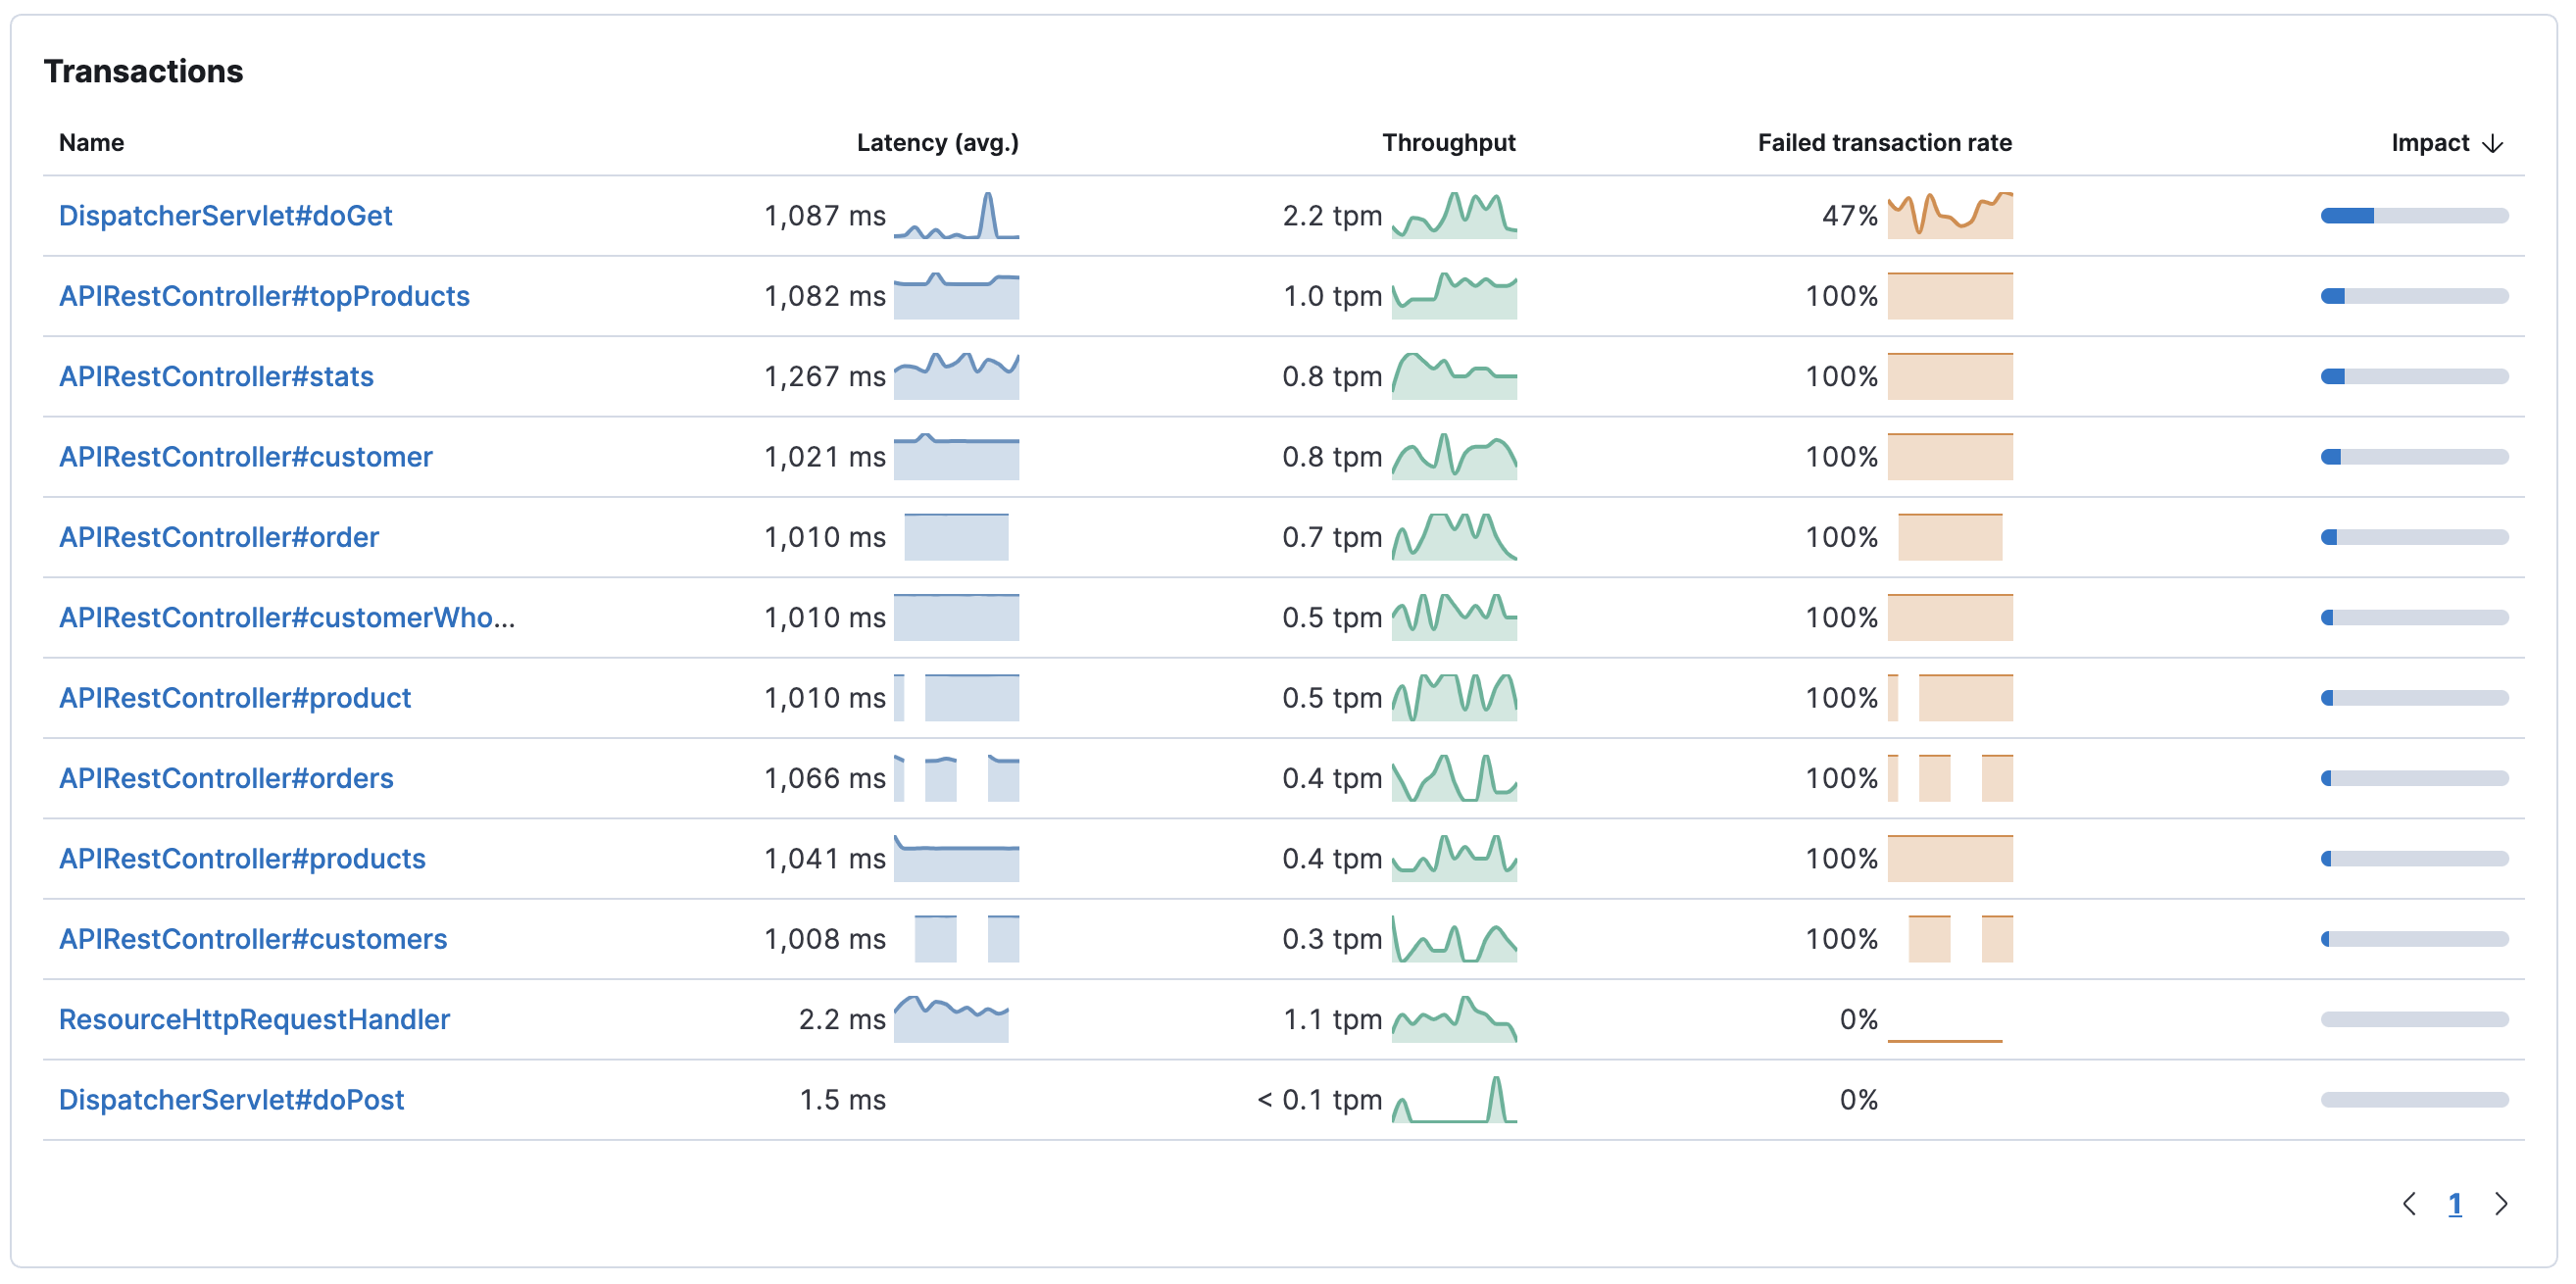 Transactions
Name Latency (avg.) Throughput Failed transaction rate Impact
DispatcherServlet#doGet 1,087 ms 2.2 tpm 47%
APIRestController#topProducts 1,082 ms 1.0 tpm 100%
APIRestController#stats 1,267 ms 0.8 tpm 100%
APIRestController#customer 1,021 ms 0.8 tpm 100%
APIRestController#order 1,010 ms 0.7 tpm 100%
APIRestController#customerWho... 1,010 ms 0.5 tpm 100%
APIRestController#product 1,010 ms 0.5 tpm 100%
APIRestController#orders 1,066 ms 0.4 tpm 100%
APIRestController#products 1,041 ms 0.4 tpm 100%
APIRestController#customers 1,008 ms 0.3 tpm 100%
ResourceHttpRequestHandler 2.2 ms 1.1 tpm 0%
DispatcherServlet#doPost 1.5 ms < 0.1 tpm 0%
1